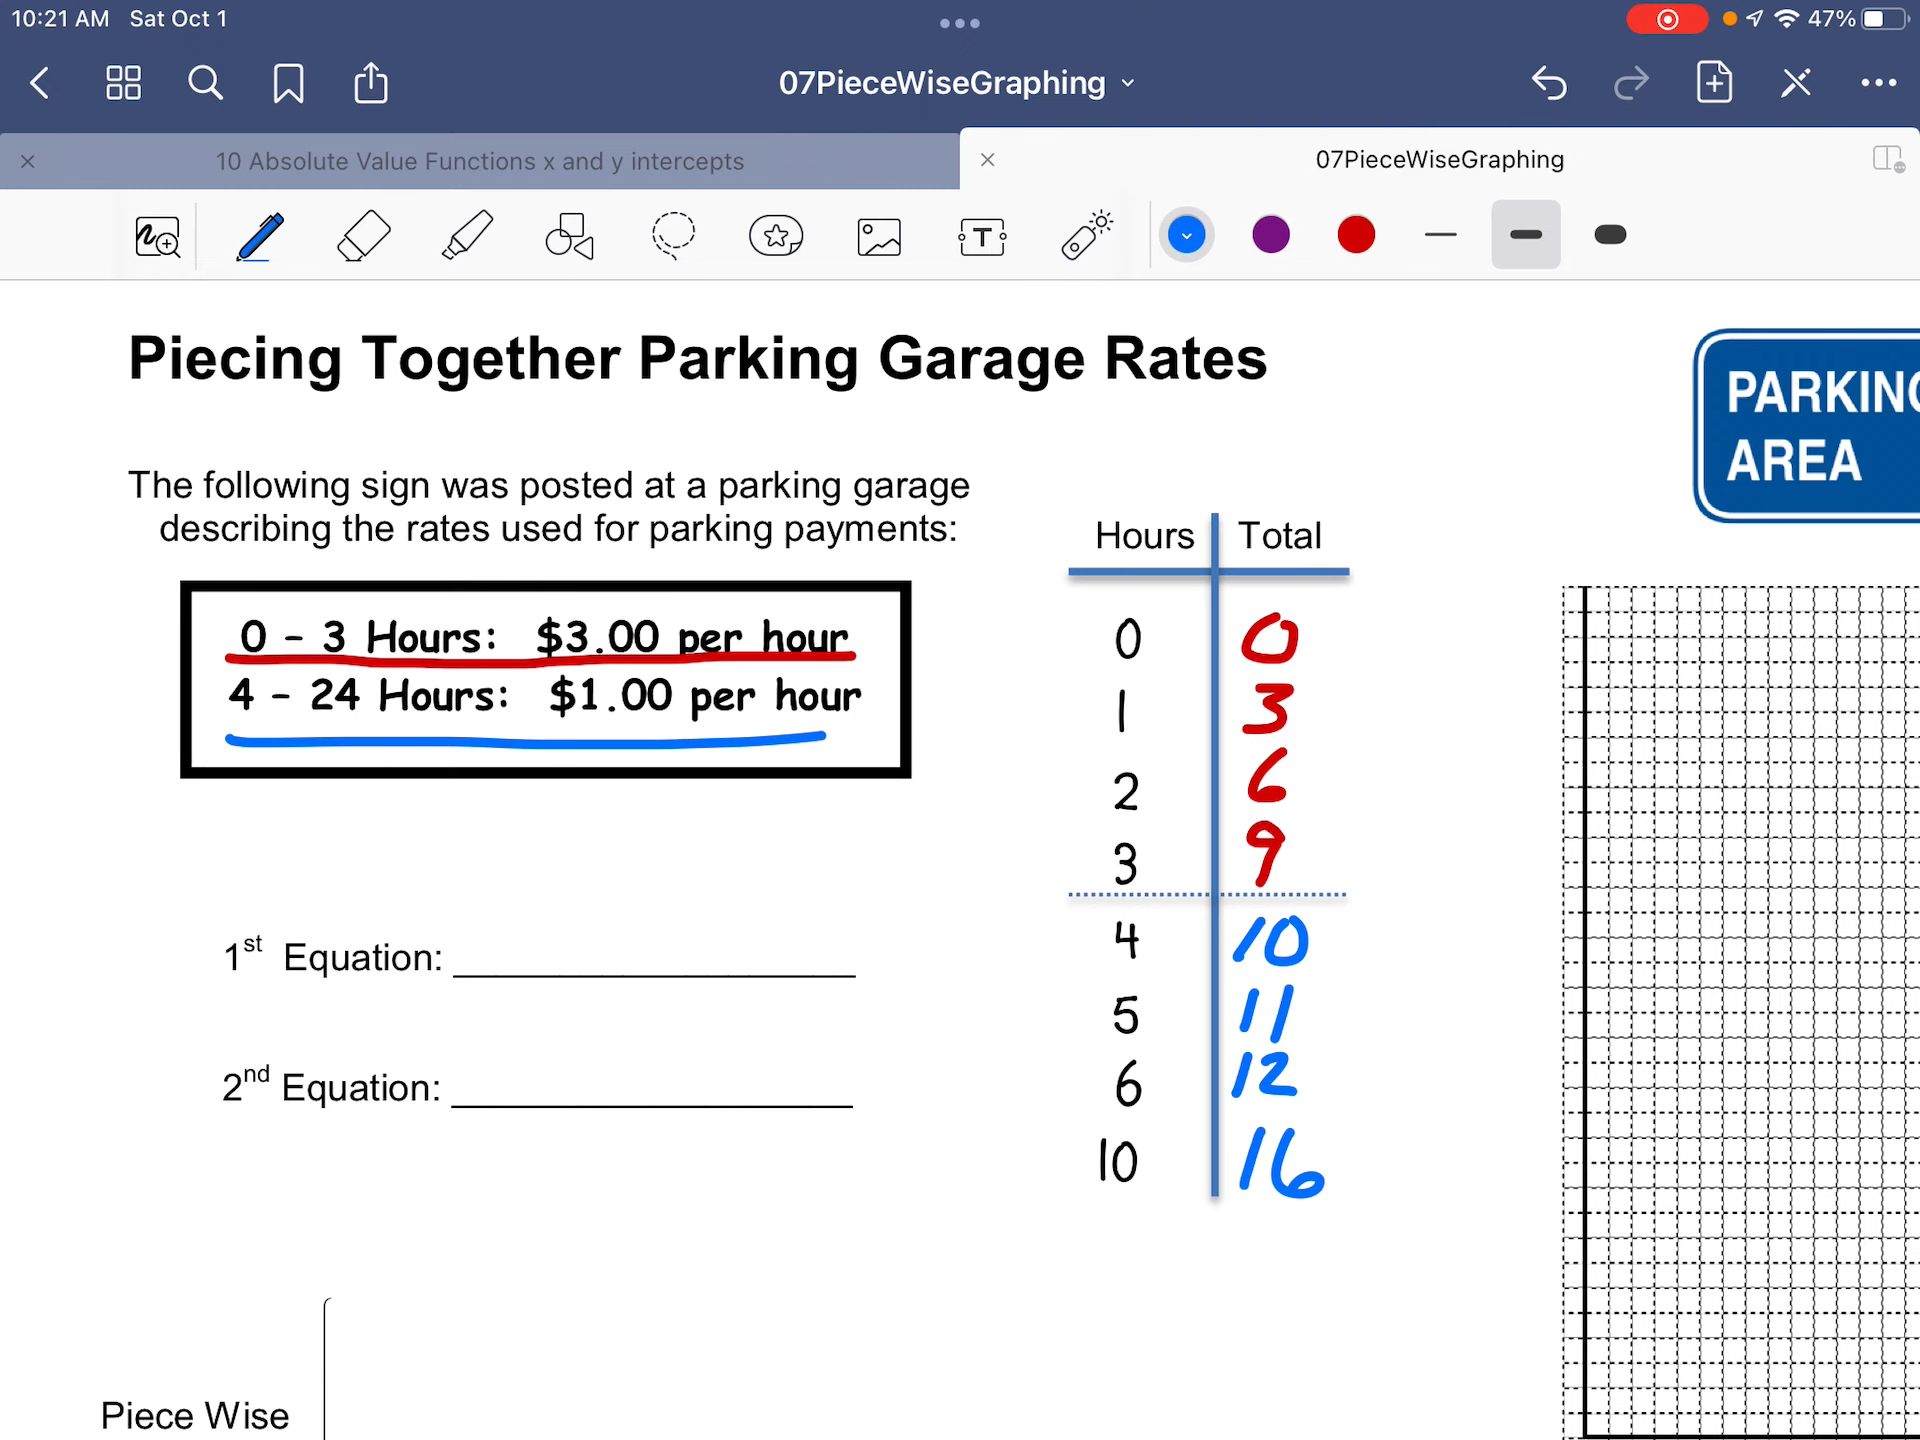 10:21 AM Sat Oct 1
47%
07PieceWiseGraphing
10 Absolute Value Functions x and y intercepts
07PieceWiseGraphing
Piecing Together Parking Garage Rates
PARKING
AREA
The following sign was posted at a parking garage
describing the rates used for parking payments:
0 – 3 Hours: $3.00 per hour
4 – 24 Hours: $1.00 per hour
1st Equation:
2nd Equation:
Hours Total
0 0
1 3
2 6
3 9
4 10
5 11
6 12
10 16
Piece Wise